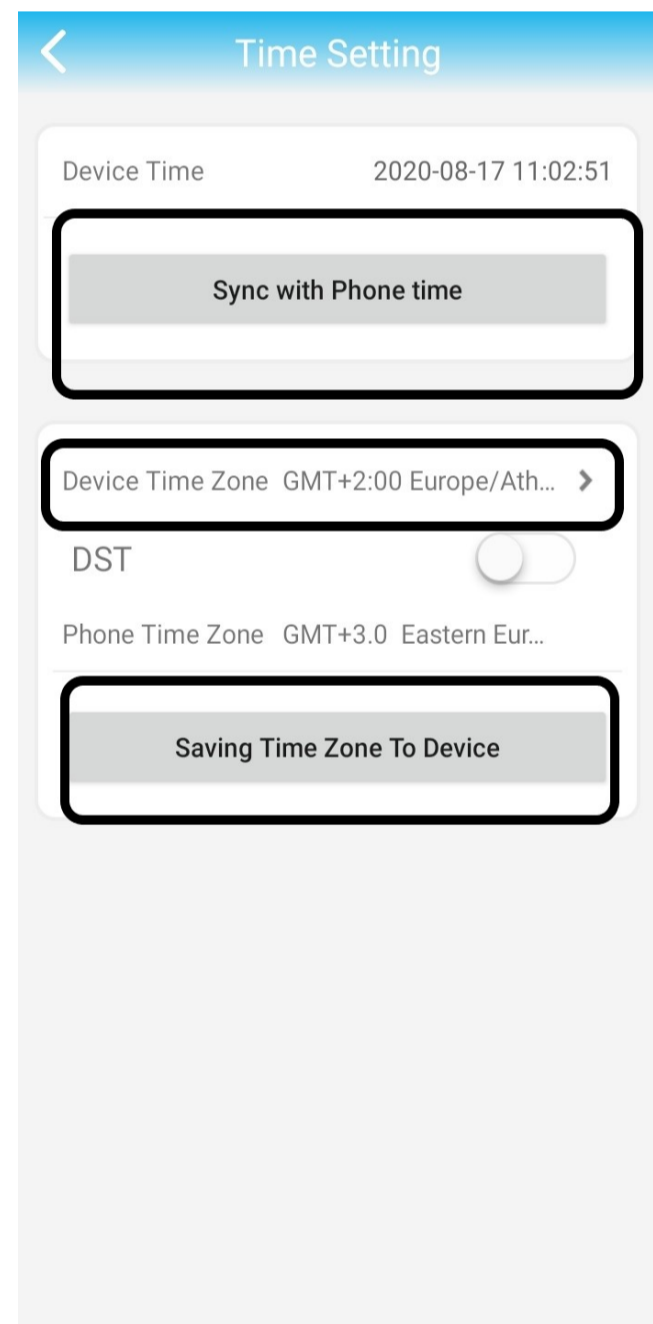 Time Setting
Device Time 2020-08-17 11:02:51
Sync with Phone time
Device Time Zone GMT+2:00 Europe/Ath...
DST
Phone Time Zone GMT+3.0 Eastern Eur...
Saving Time Zone To Device